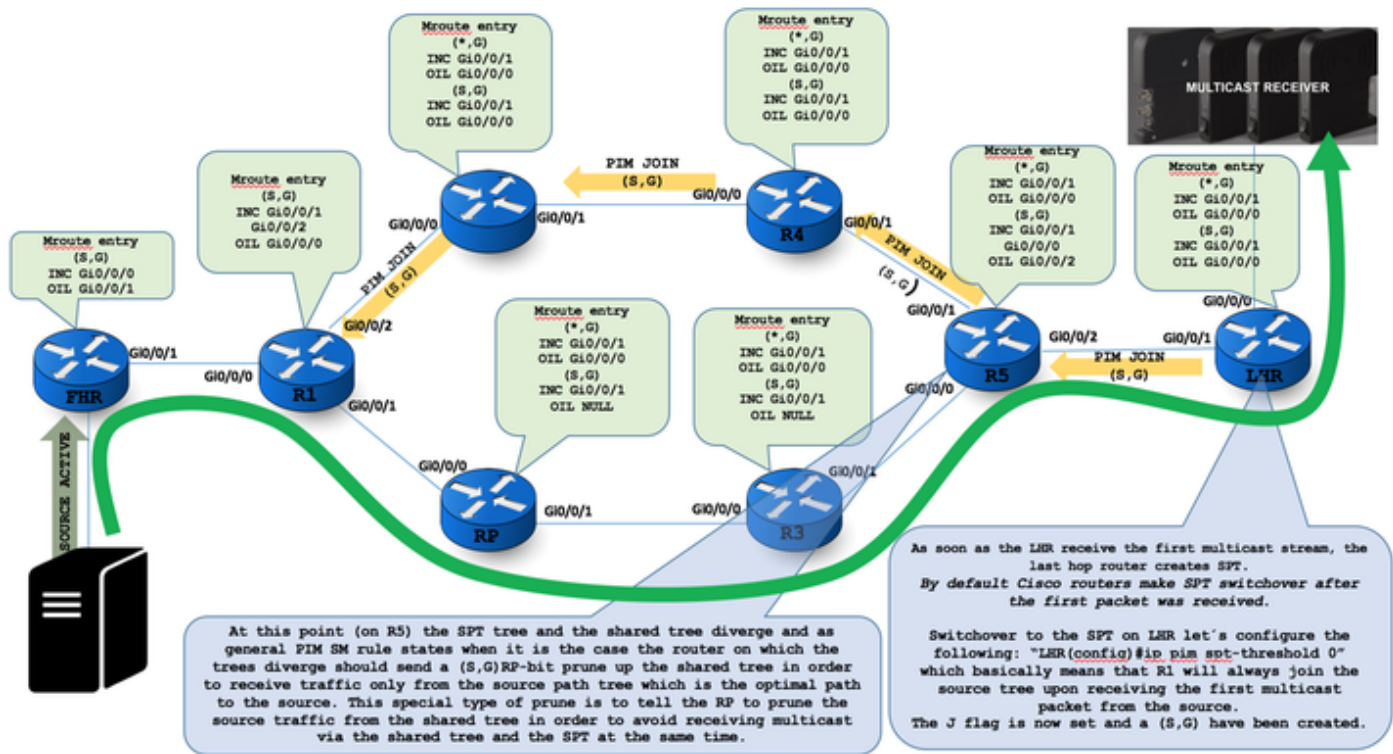 Mroute entry
(*,G)
INC Gi0/0/1
OIL Gi0/0/0
(S,G)
INC Gi0/0/1
OIL Gi0/0/0
Mroute entry
(*,G)
INC Gi0/0/1
OIL Gi0/0/0
(S,G)
INC Gi0/0/1
OIL Gi0/0/0
MULTICAST RECEIVER
Mroute entry
(S,G)
INC Gi0/0/1
Gi0/0/2
OIL Gi0/0/0
PIM JOIN
(S,G)
Mroute entry
(*,G)
INC Gi0/0/1
OIL Gi0/0/0
(S,G)
INC Gi0/0/1
Gi0/0/0
OIL Gi0/0/2
Mroute entry
(*,G)
INC Gi0/0/1
OIL Gi0/0/0
(S,G)
INC Gi0/0/1
OIL Gi0/0/0
Mroute entry
(S,G)
INC Gi0/0/0
OIL Gi0/0/1
Gi0/0/0
Gi0/0/1
Gi0/0/0
R4
Gi0/0/1
PIM JOIN
(S,G)
PIM JOIN
(S,G)
Gi0/0/2
Mroute entry
(*,G)
INC Gi0/0/1
OIL Gi0/0/0
(S,G)
INC Gi0/0/1
OIL NULL
Mroute entry
(*,G)
INC Gi0/0/1
OIL Gi0/0/0
(S,G)
INC Gi0/0/1
OIL NULL
Gi0/0/1
Gi0/0/0
Gi0/0/2
Gi0/0/1
PIM JOIN
(S,G)
Gi0/0/1
Gi0/0/0
FHR
R1
R5
LHR
Gi0/0/0
Gi0/0/1
Gi0/0/0
Gi0/0/1
RP
Gi0/0/1
Gi0/0/0
R3
SOURCE ACTIVE
As soon as the LHR receive the first multicast stream, the
last hop router creates SPT.
By default Cisco routers make SPT switchover after
the first packet was received.
Switchover to the SPT on LHR let´s configure the
following: “LHR(config)#ip pim spt-threshold 0”
which basically means that R1 will always join the
source tree upon receiving the first multicast
packet from the source.
The J flag is now set and a (S,G) have been created.
At this point (on R5) the SPT tree and the shared tree diverge and as
general PIM SM rule states when it is the case the router on which the
trees diverge should send a (S,G)RP-bit prune up the shared tree in order
to receive traffic only from the source path tree which is the optimal path
to the source. This special type of prune is to tell the RP to prune the
source traffic from the shared tree in order to avoid receiving multicast
via the shared tree and the SPT at the same time.